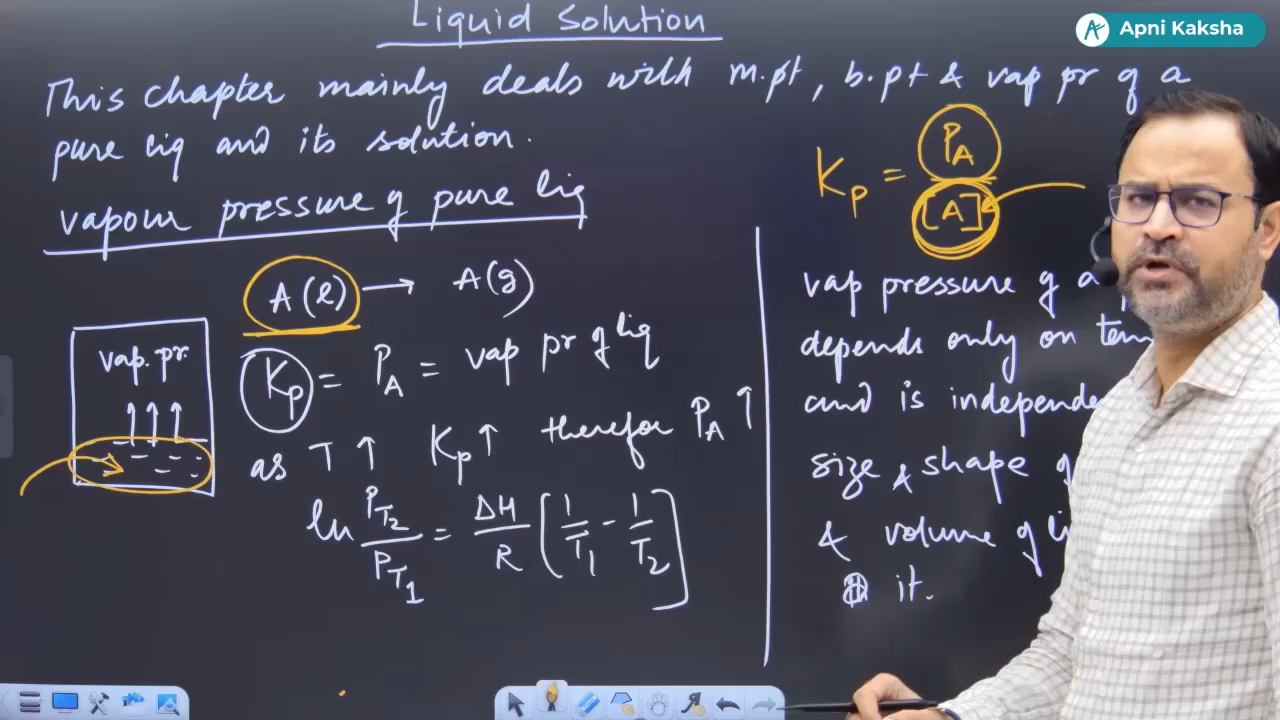 Liquid Solution
Apni Kaksha
This chapter mainly deals with m.pt, b.pt & vap pr of a
pure liq and its solution.
vapour pressure of pure liq
A(l) → A(g)
vap. pr.
Kp = PA = vap pr of liq
as T ↑ Kp ↑ therefor PA ↑
ln PT2/PT1 = ΔH/R [1/T1 - 1/T2]
Kp = PA/[A]
vap pressure of a
depends only on
and is
size & shape
& volume of
it.